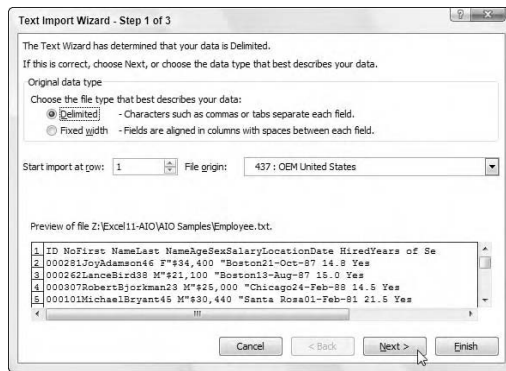 Text Import Wizard - Step 1 of 3
The Text Wizard has determined that your data is Delimited.
If this is correct, choose Next, or choose the data type that best describes your data.
Original data type
Choose the file type that best describes your data:
Delimited - Characters such as commas or tabs separate each field.
Fixed width - Fields are aligned in columns with spaces between each field.
Start import at row: 1 File origin: 437 : OEM United States
Preview of file Z:\Excel11-AIO\AIO Samples\Employee.txt.
1 ID NoFirst NameLast NameAgeSexSalaryLocationDate HiredYears of Se
2 000281JoyAdamson46 F"$34,400 "Boston21-Oct-87 14.8 Yes
3 000262LanceBird38 M"$21,100 "Boston13-Aug-87 15.0 Yes
4 000307RobertBjorkman23 M"$25,000 "Chicago24-Feb-88 14.5 Yes
5 000101MichaelBryant45 M"$30,440 "Santa Rosa01-Feb-81 21.5 Yes
Cancel < Back Next > Finish